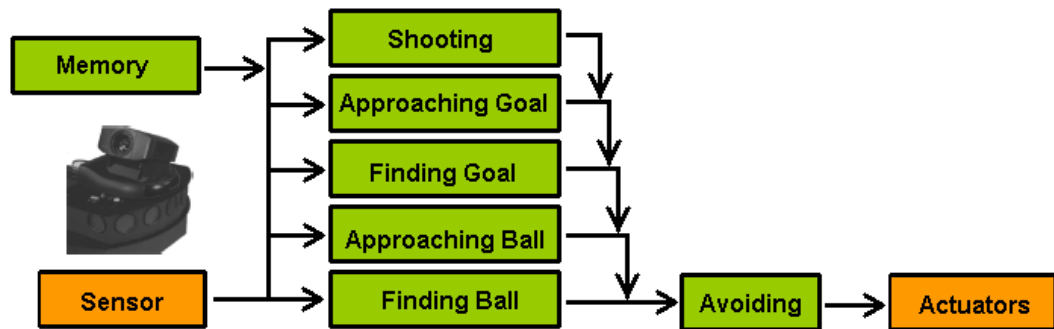 Shooting
Memory
Approaching Goal
Finding Goal
Approaching Ball
Sensor
Finding Ball
Avoiding
Actuators